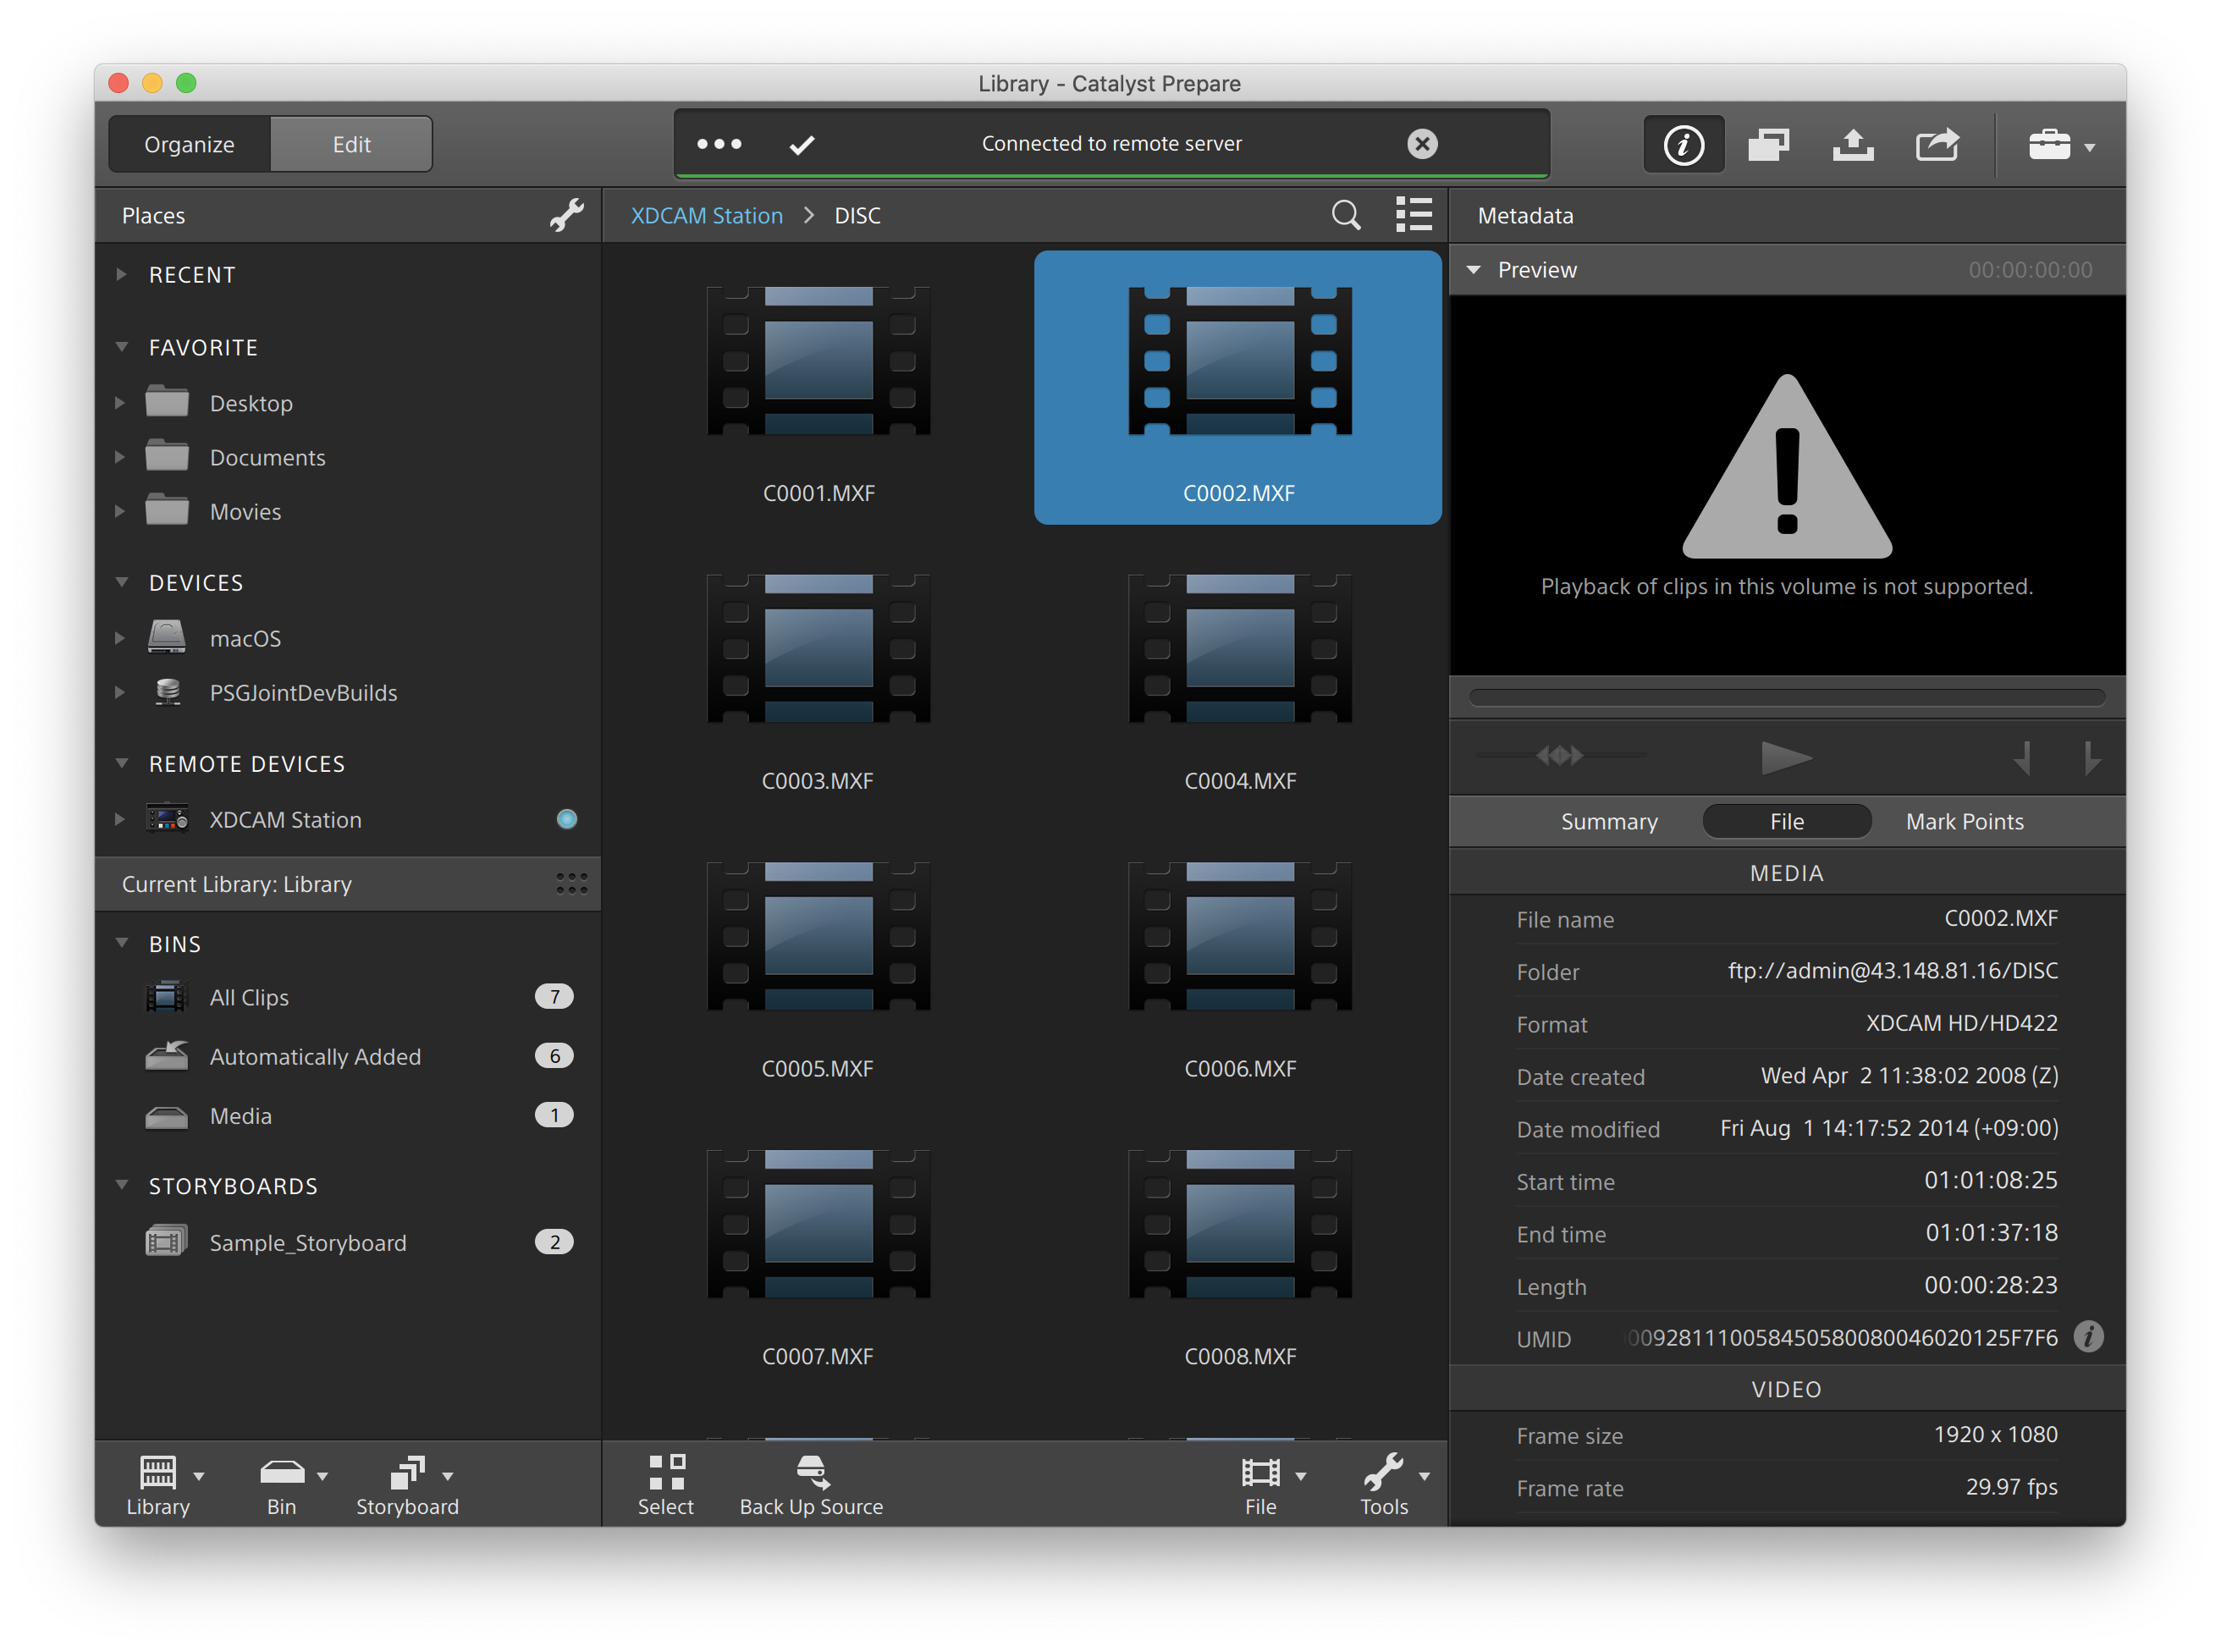 Library - Catalyst Prepare
Organize
Edit
Connected to remote server
Places
XDCAM Station > DISC
Metadata
RECENT
FAVORITE
Desktop
Documents
Movies
DEVICES
macOS
PSGJointDevBuilds
REMOTE DEVICES
XDCAM Station
Current Library: Library
BINS
All Clips 7
Automatically Added 6
Media 1
STORYBOARDS
Sample_Storyboard 2
Library
Bin
Storyboard
C0001.MXF
C0002.MXF
C0003.MXF
C0004.MXF
C0005.MXF
C0006.MXF
C0007.MXF
C0008.MXF
Select
Back Up Source
File
Tools
Preview 00:00:00:00
Playback of clips in this volume is not supported.
Summary
File
Mark Points
MEDIA
File name C0002.MXF
Folder ftp://admin@43.148.81.16/DISC
Format XDCAM HD/HD422
Date created Wed Apr  2 11:38:02 2008 (Z)
Date modified Fri Aug  1 14:17:52 2014 (+09:00)
Start time 01:01:08:25
End time 01:01:37:18
Length 00:00:28:23
UMID 0092811100584505800800460201​25F7F6
VIDEO
Frame size 1920 x 1080
Frame rate 29.97 fps